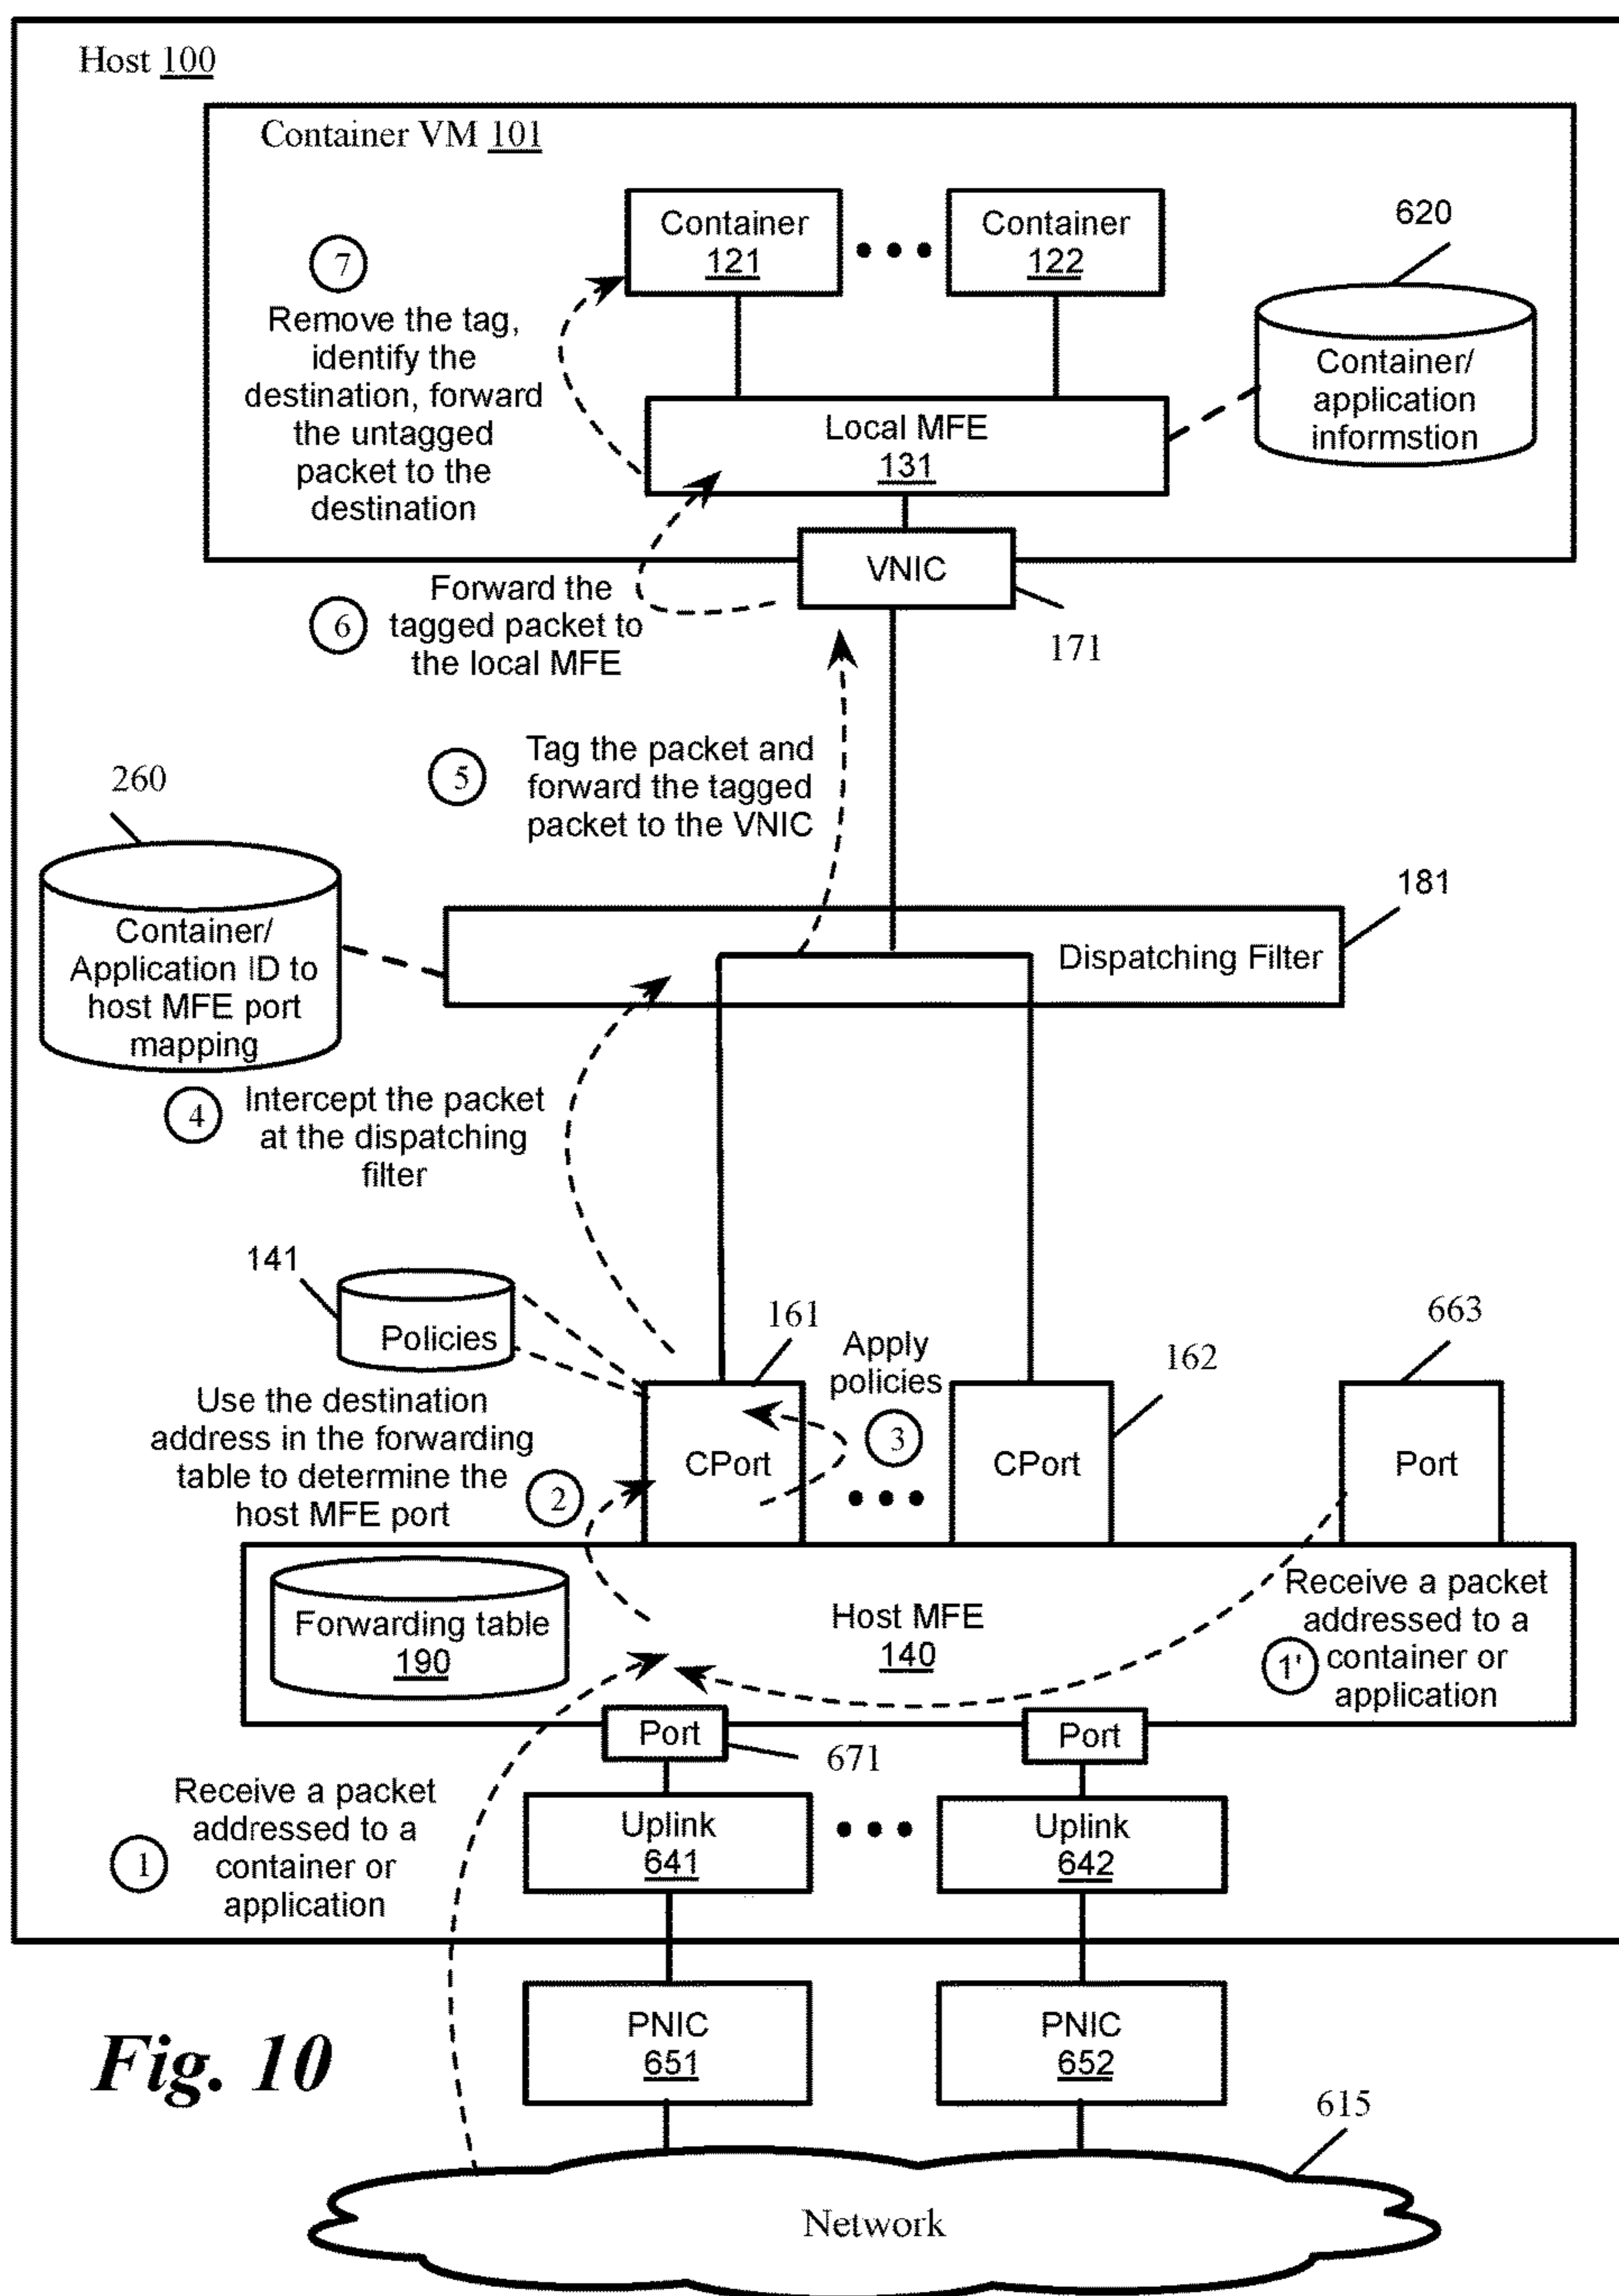 Host 100
Container VM 101
Container
121
Container
122
620
7
Remove the tag,
identify the
destination, forward
the untagged
packet to the
destination
Container/
application
informstion
Local MFE
131
VNIC
171
6
Forward the
tagged packet to
the local MFE
5
Tag the packet and
forward the tagged
packet to the VNIC
260
Container/
Application ID to
host MFE port
mapping
181
Dispatching Filter
4
Intercept the packet
at the dispatching
filter
141
Policies
161
Apply
policies
3
162
663
Use the destination
address in the forwarding
table to determine the
host MFE port
2
CPort
CPort
Port
Forwarding table
190
Host MFE
140
Receive a packet
addressed to a
container or
application
1'
Port
671
Port
1
Receive a packet
addressed to a
container or
application
Uplink
641
Uplink
642
PNIC
651
PNIC
652
Fig. 10
615
Network